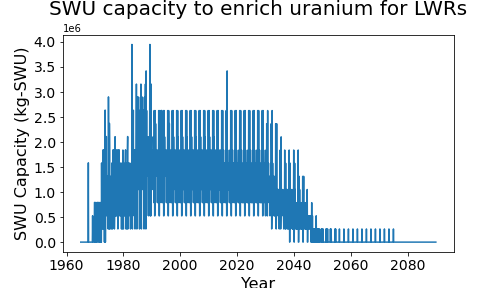 SWU capacity to enrich uranium for LWRs
1e6
SWU Capacity (kg-SWU)
4.0
3.5
3.0
2.5
2.0
1.5
1.0
0.5
0.0
1960 1980 2000 2020 2040 2060 2080
Year